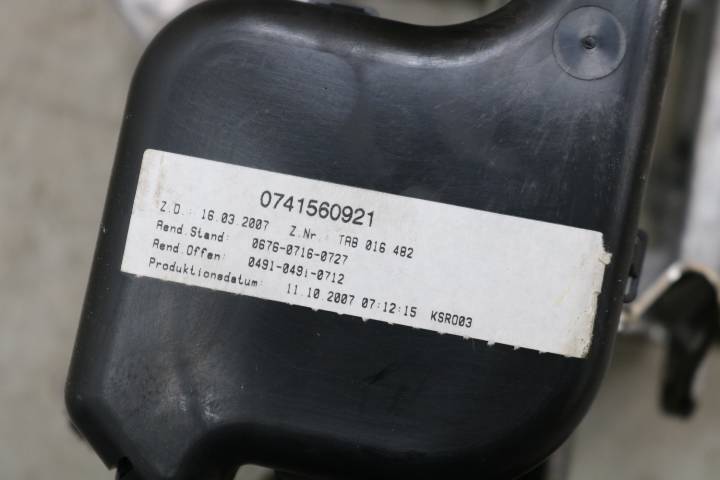 0741560921
Z.D.: 16.03.2007 Z.Nr.: TAB 016 482
Rend.Stand: 0676-0716-0727
Rend.Offen: 0491-0491-0712
Produktionsdatum: 11.10.2007 07:12:15 KSR003